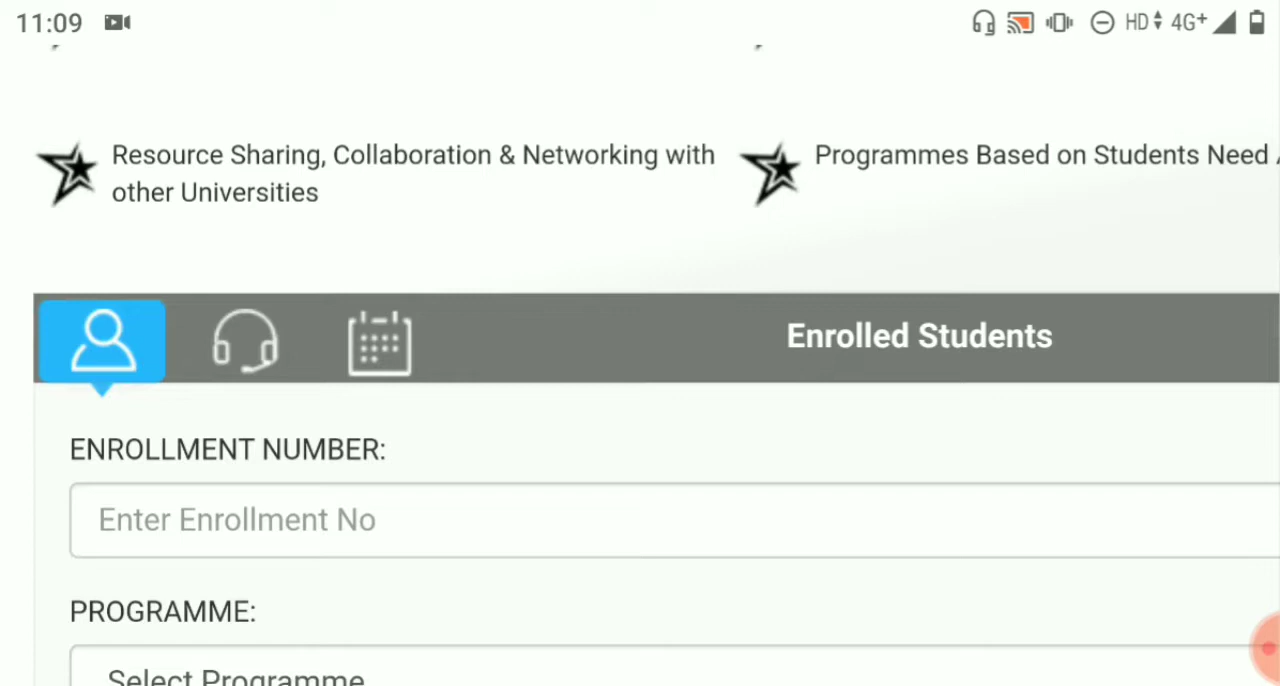 11:09 HD 4G+
Resource Sharing, Collaboration & Networking with
other Universities
Programmes Based on Students Need
Enrolled Students
ENROLLMENT NUMBER:
Enter Enrollment No
PROGRAMME:
Select Programme